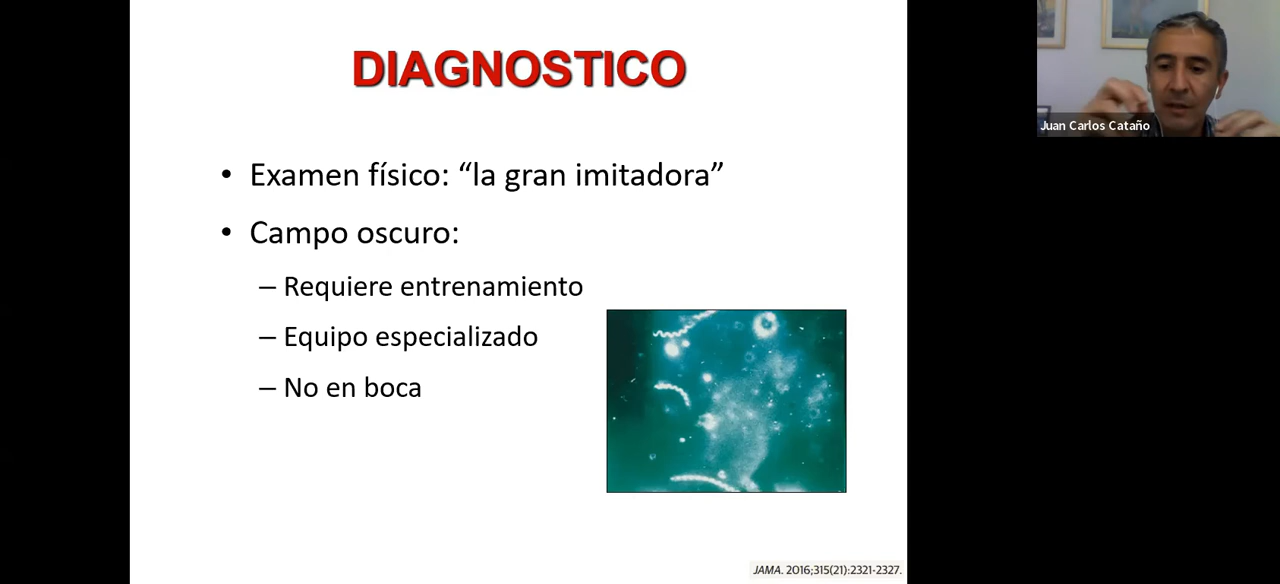 DIAGNOSTICO
• Examen físico: “la gran imitadora”
• Campo oscuro:
– Requiere entrenamiento
– Equipo especializado
– No en boca
JAMA. 2016;315(21):2321-2327.
Juan Carlos Cataño